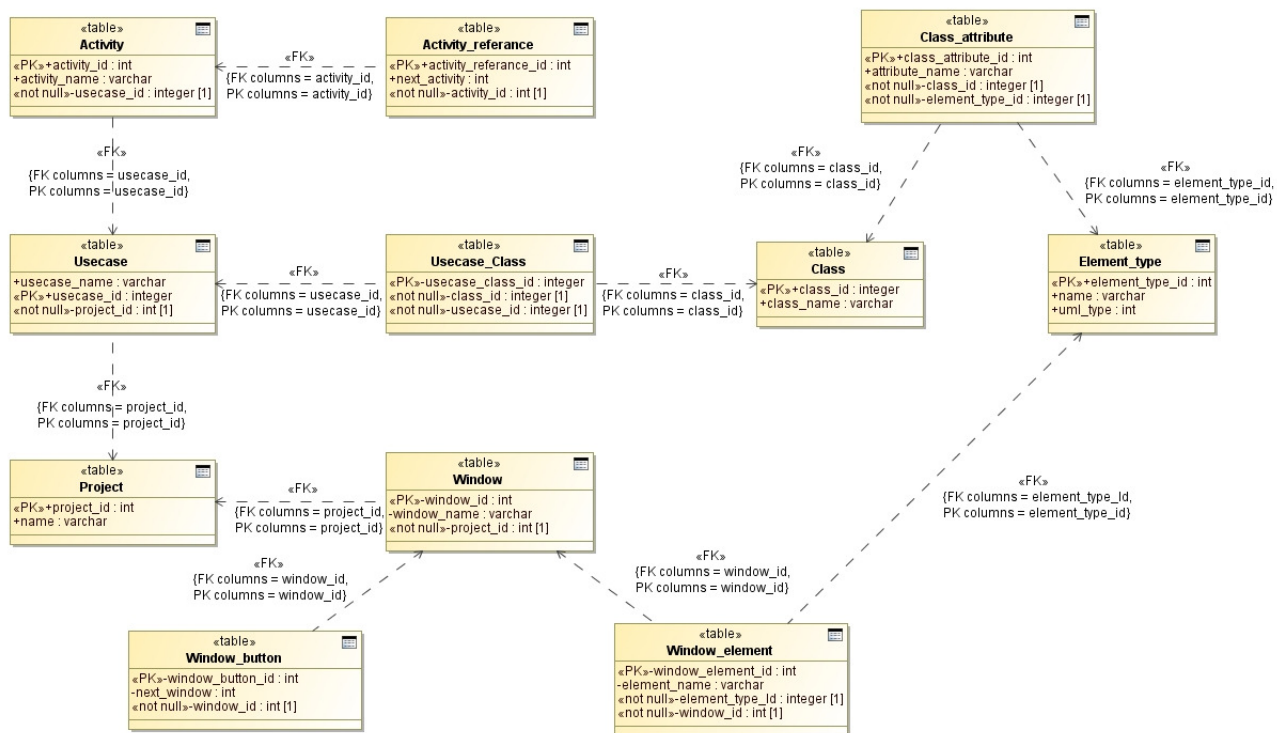 «table»
Activity
«PK»+activity_id : int
+activity_name : varchar
«not null»-usecase_id : integer [1]
«FK»
{FK columns = activity_id,
PK columns = activity_id}
«table»
Activity_referance
«PK»+activity_referance_id : int
+next_activity : int
«not null»-activity_id : int [1]
«table»
Class_attribute
«PK»+class_attribute_id : int
+attribute_name : varchar
«not null»-class_id : integer [1]
«not null»-element_type_id : integer [1]
«FK»
{FK columns = usecase_id,
PK columns = usecase_id}
«FK»
{FK columns = class_id,
PK columns = class_id}
«FK»
{FK columns = element_type_id,
PK columns = element_type_id}
«table»
Usecase
+usecase_name : varchar
«PK»+usecase_id : integer
«not null»-project_id : int [1]
«FK»
{FK columns = usecase_id,
PK columns = usecase_id}
«table»
Usecase_Class
«PK»-usecase_class_id : integer
«not null»-class_id : integer [1]
«not null»-usecase_id : integer [1]
«FK»
{FK columns = class_id,
PK columns = class_id}
«table»
Class
«PK»+class_id : integer
+class_name : varchar
«table»
Element_type
«PK»+element_type_id : int
+name : varchar
+uml_type : int
«FK»
{FK columns = project_id,
PK columns = project_id}
«table»
Project
«PK»+project_id : int
+name : varchar
«FK»
{FK columns = project_id,
PK columns = project_id}
«table»
Window
«PK»-window_id : int
-window_name : varchar
«not null»-project_id : int [1]
«FK»
{FK columns = element_type_Id,
PK columns = element_type_id}
«FK»
{FK columns = window_id,
PK columns = window_id}
«FK»
{FK columns = window_id,
PK columns = window_id}
«table»
Window_button
«PK»-window_button_id : int
-next_window : int
«not null»-window_id : int [1]
«table»
Window_element
«PK»-window_element_id : int
-element_name : varchar
«not null»-element_type_Id : integer [1]
«not null»-window_id : int [1]